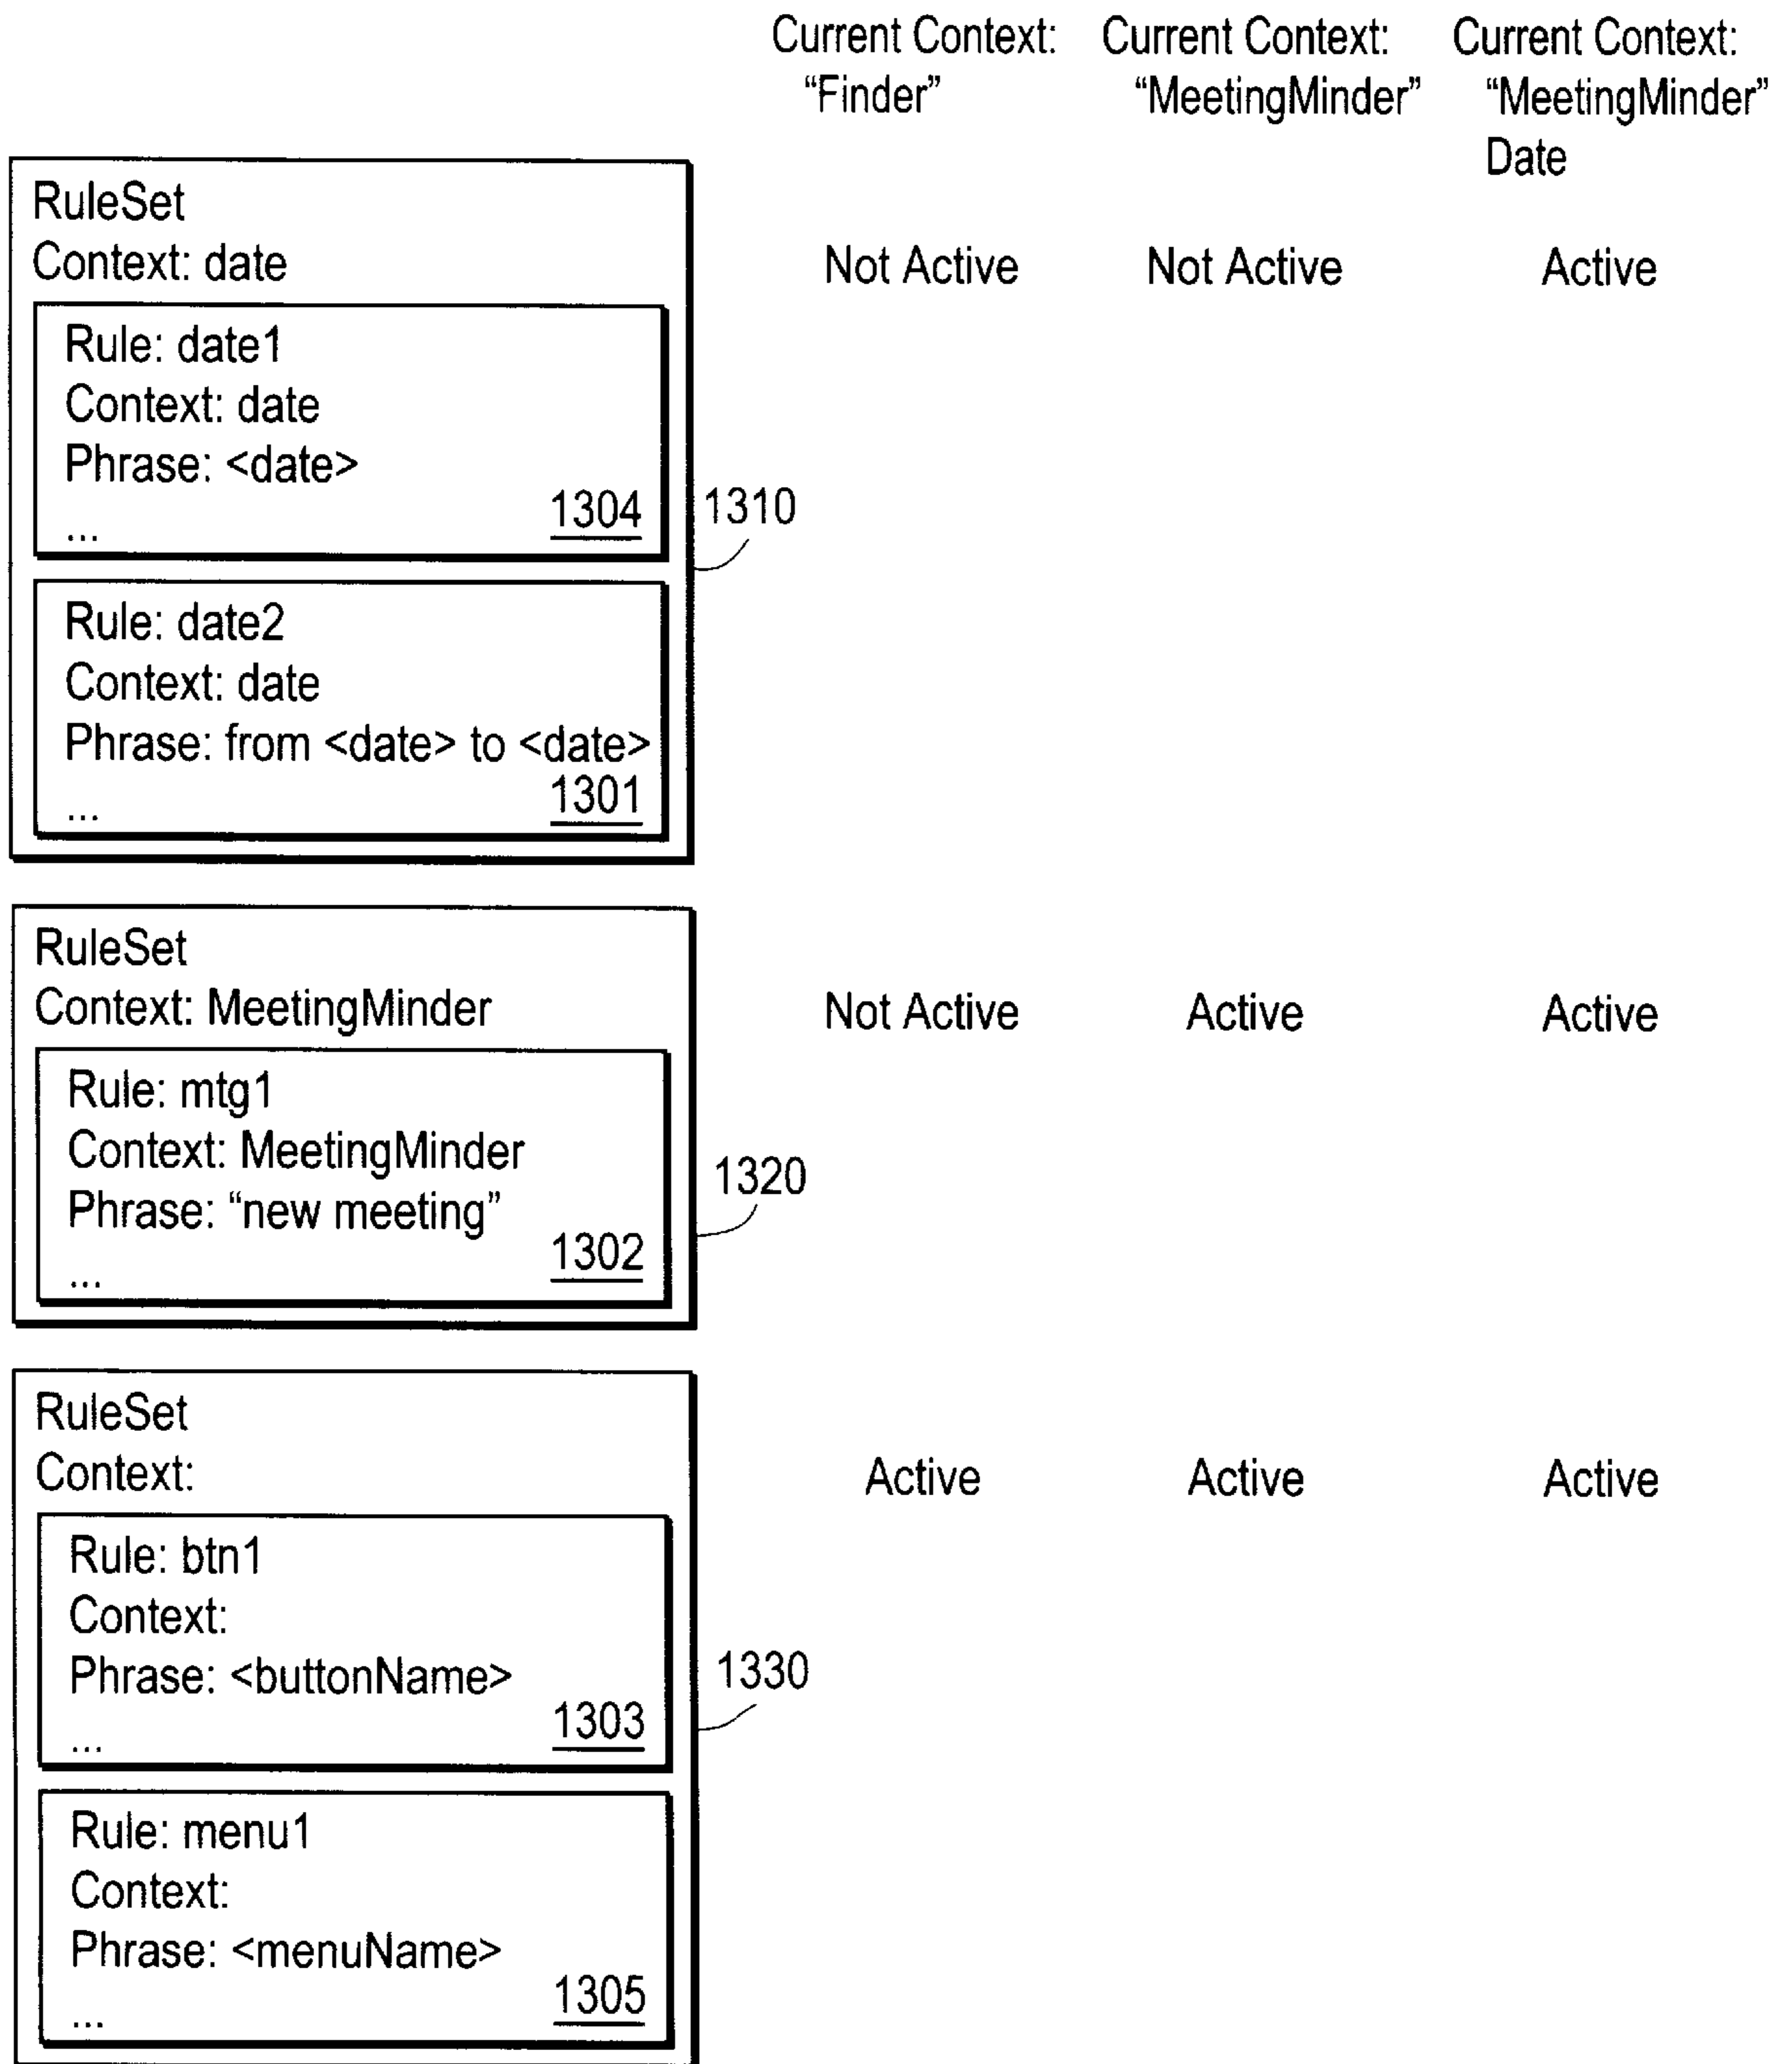 Current Context: Current Context: Current Context:
“Finder” “MeetingMinder” “MeetingMinder”
Date
RuleSet
Context: date Not Active Not Active Active
Rule: date1
Context: date
Phrase: <date>
... 1304 1310
Rule: date2
Context: date
Phrase: from <date> to <date>
... 1301
RuleSet
Context: MeetingMinder Not Active Active Active
Rule: mtg1
Context: MeetingMinder
Phrase: “new meeting” 1320
... 1302
RuleSet
Context: Active Active Active
Rule: btn1
Context:
Phrase: <buttonName> 1330
... 1303
Rule: menu1
Context:
Phrase: <menuName>
... 1305